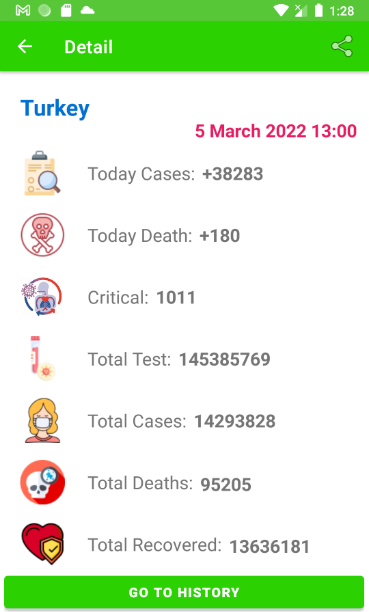 1:28
Detail
Turkey
5 March 2022 13:00
Today Cases: +38283
Today Death: +180
Critical: 1011
Total Test: 145385769
Total Cases: 14293828
Total Deaths: 95205
Total Recovered: 13636181
GO TO HISTORY